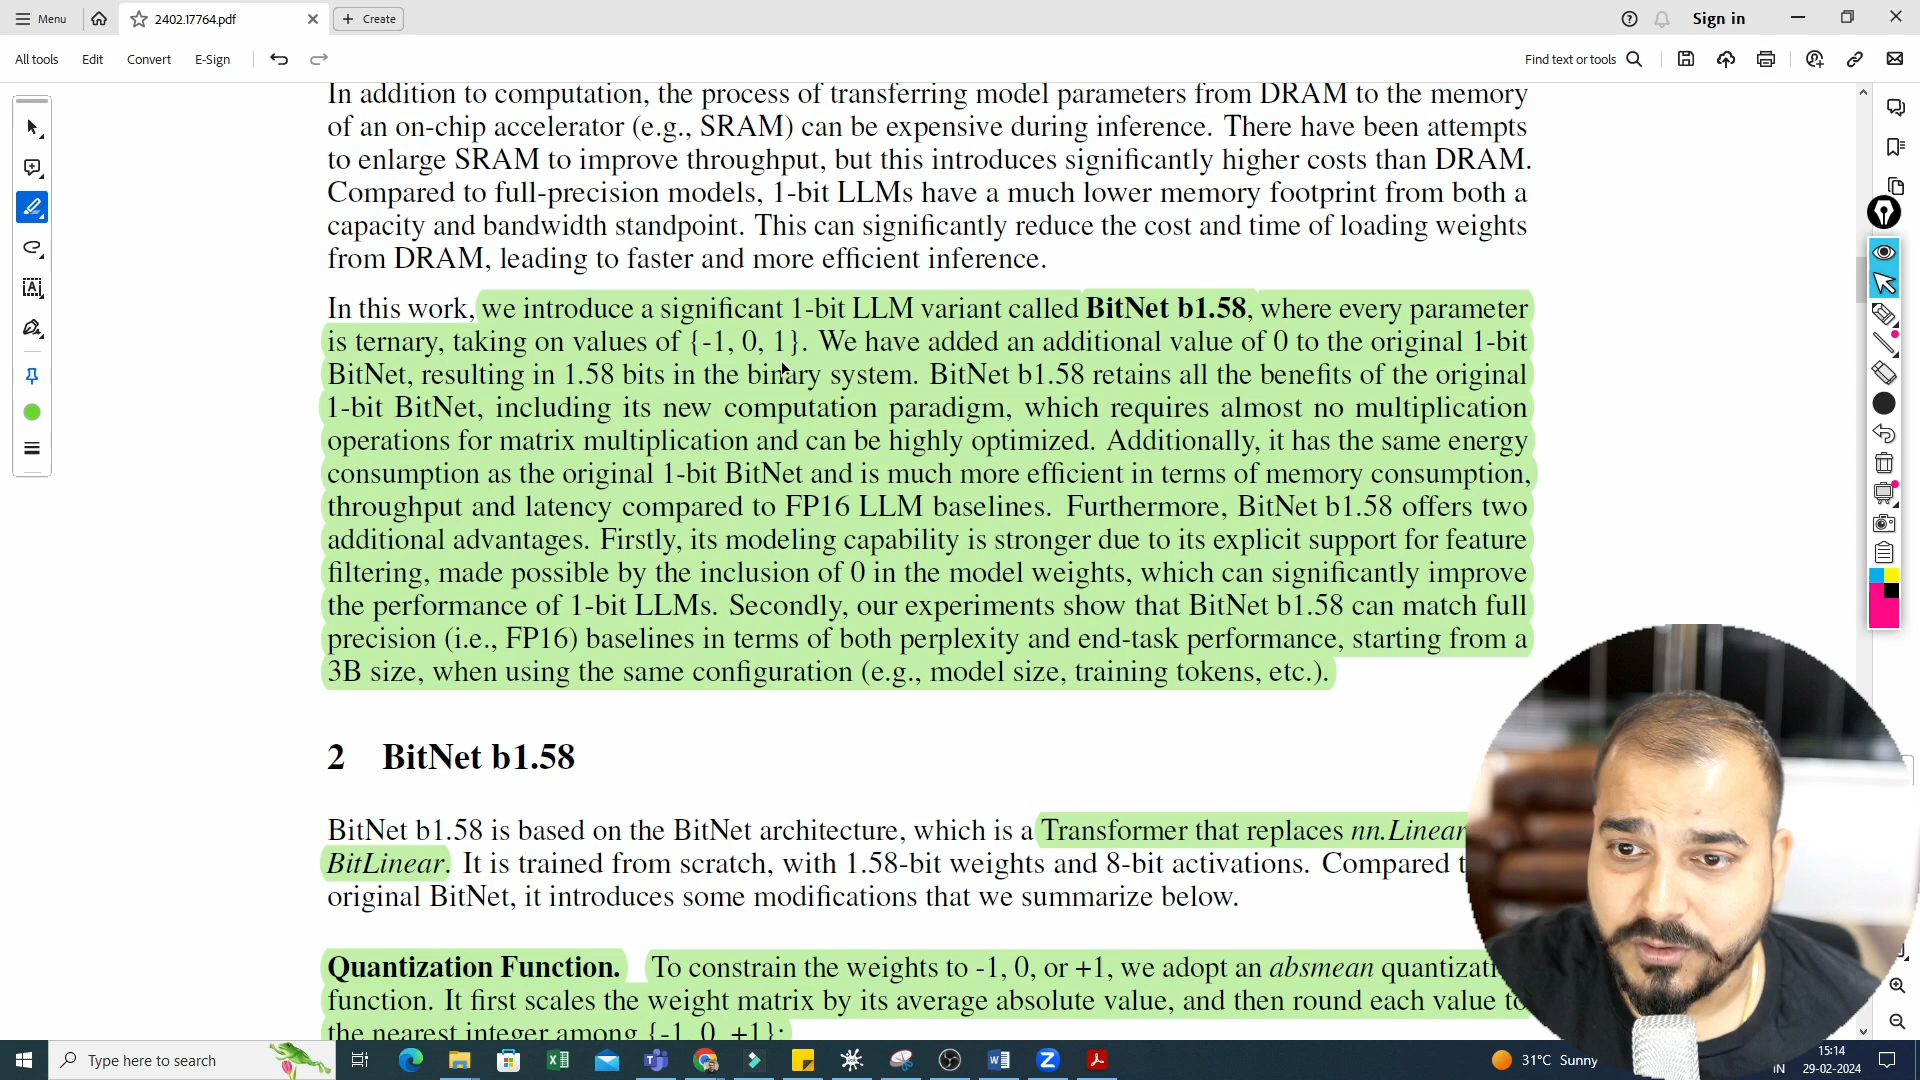 Menu
2402.17764.pdf
Create
Sign in
All tools
Edit
Convert
E-Sign
Find text or tools
In addition to computation, the process of transferring model parameters from DRAM to the memory
of an on-chip accelerator (e.g., SRAM) can be expensive during inference. There have been attempts
to enlarge SRAM to improve throughput, but this introduces significantly higher costs than DRAM.
Compared to full-precision models, 1-bit LLMs have a much lower memory footprint from both a
capacity and bandwidth standpoint. This can significantly reduce the cost and time of loading weights
from DRAM, leading to faster and more efficient inference.
In this work, we introduce a significant 1-bit LLM variant called BitNet b1.58, where every parameter
is ternary, taking on values of {-1, 0, 1}. We have added an additional value of 0 to the original 1-bit
BitNet, resulting in 1.58 bits in the binary system. BitNet b1.58 retains all the benefits of the original
1-bit BitNet, including its new computation paradigm, which requires almost no multiplication
operations for matrix multiplication and can be highly optimized. Additionally, it has the same energy
consumption as the original 1-bit BitNet and is much more efficient in terms of memory consumption,
throughput and latency compared to FP16 LLM baselines. Furthermore, BitNet b1.58 offers two
additional advantages. Firstly, its modeling capability is stronger due to its explicit support for feature
filtering, made possible by the inclusion of 0 in the model weights, which can significantly improve
the performance of 1-bit LLMs. Secondly, our experiments show that BitNet b1.58 can match full
precision (i.e., FP16) baselines in terms of both perplexity and end-task performance, starting from a
3B size, when using the same configuration (e.g., model size, training tokens, etc.).
2 BitNet b1.58
BitNet b1.58 is based on the BitNet architecture, which is a Transformer that replaces nn.Linear
BitLinear. It is trained from scratch, with 1.58-bit weights and 8-bit activations. Compared
original BitNet, it introduces some modifications that we summarize below.
Quantization Function. To constrain the weights to -1, 0, or +1, we adopt an absmean
function. It first scales the weight matrix by its average absolute value, and then round each value to
the nearest integer among {-1, 0, +1}:
Type here to search
31°C Sunny
15:14
IN
29-02-2024